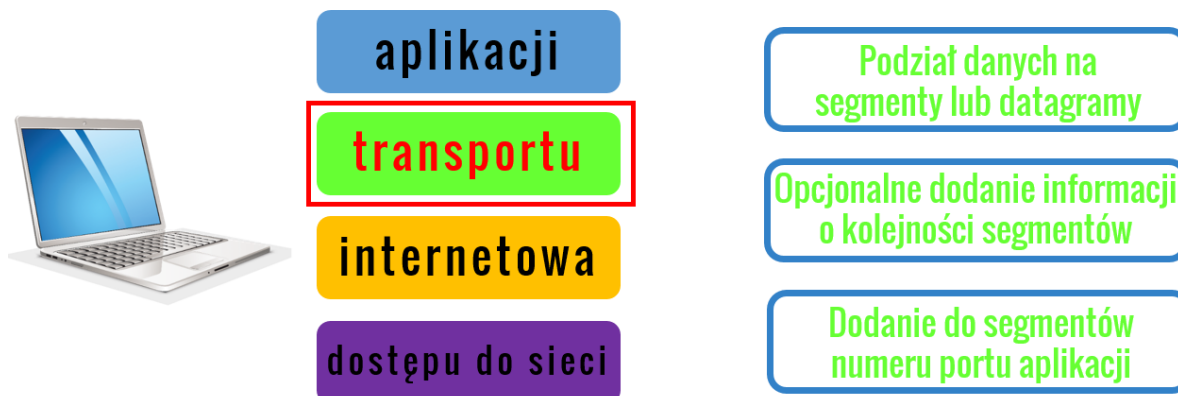 aplikacji
transportu
internetowa
dostępu do sieci
Podział danych na
segmenty lub datagramy
Opcjonalne dodanie informacji
o kolejności segmentów
Dodanie do segmentów
numeru portu aplikacji